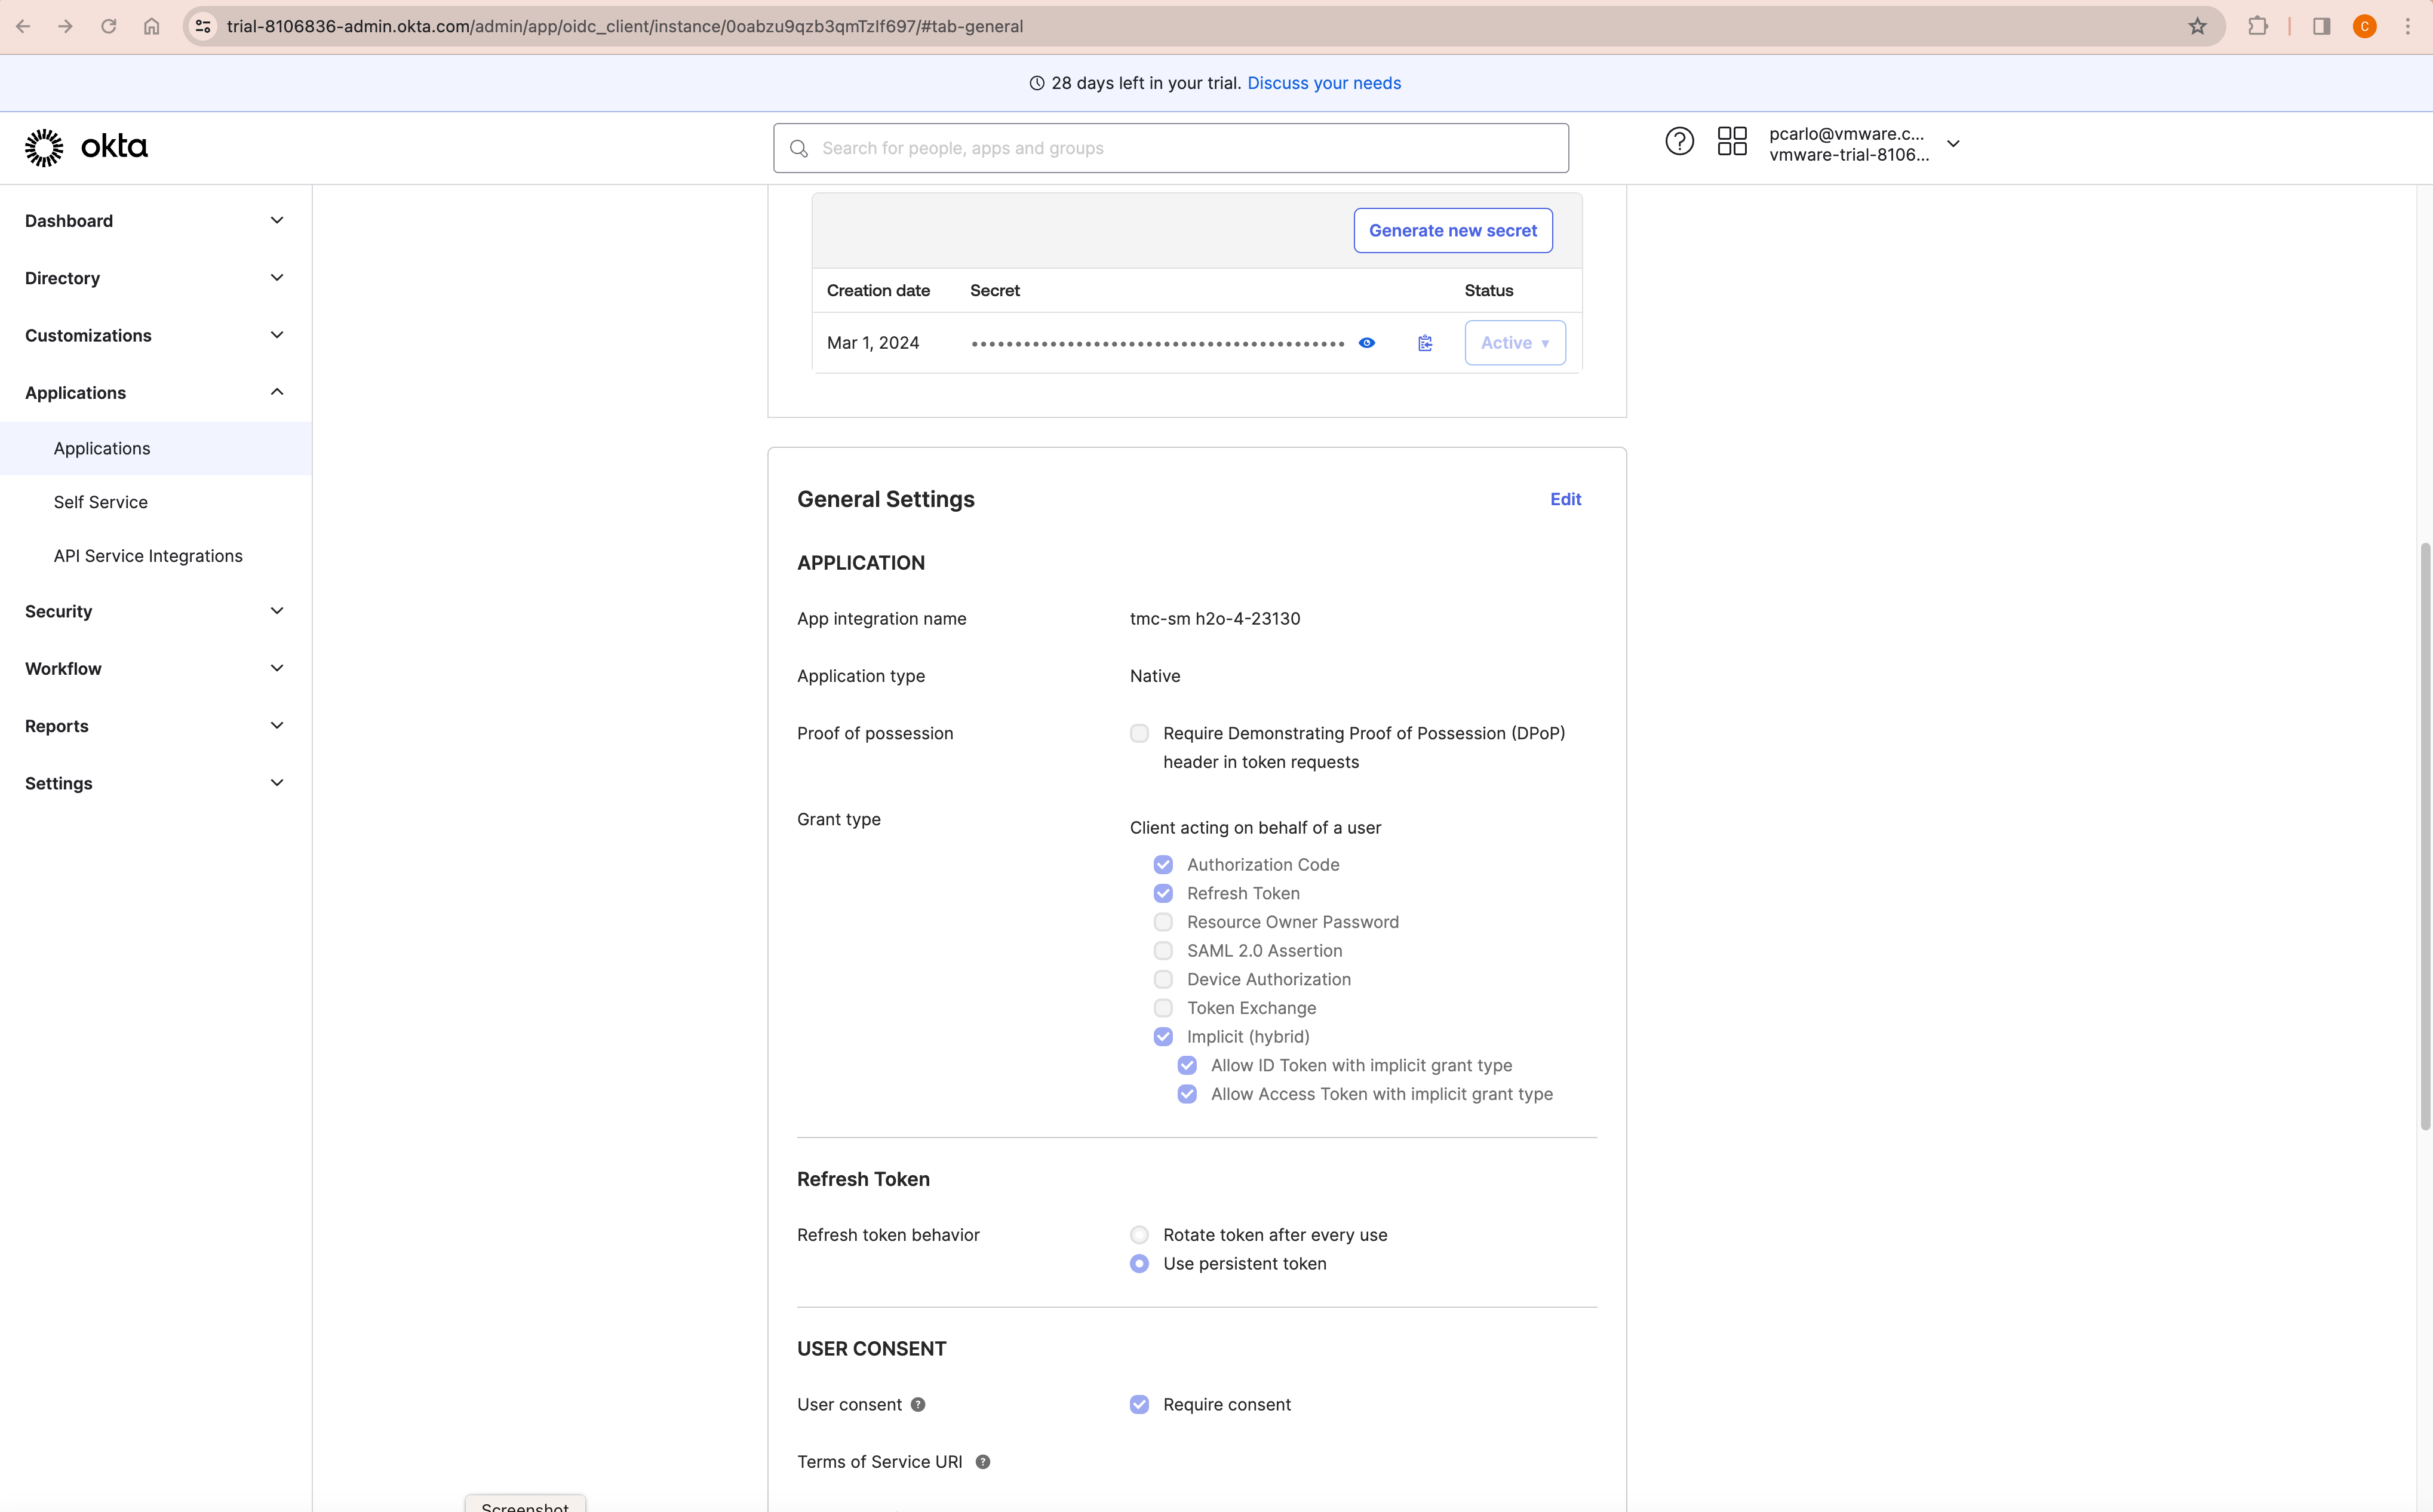 trial-8106836-admin.okta.com/admin/app/oidc_client/instance/0oabzu9qzb3qmTzIf697/#tab-general
C
28 days left in your trial. Discuss your needs
okta
Search for people, apps and groups
?
pcarlo@vmware.c...
vmware-trial-8106...
Dashboard
Directory
Customizations
Applications
Applications
Self Service
API Service Integrations
Security
Workflow
Reports
Settings
Generate new secret
Creation date Secret Status
Mar 1, 2024 Active
General Settings Edit
APPLICATION
App integration name tmc-sm h2o-4-23130
Application type Native
Proof of possession Require Demonstrating Proof of Possession (DPoP)
header in token requests
Grant type
Client acting on behalf of a user
Authorization Code
Refresh Token
Resource Owner Password
SAML 2.0 Assertion
Device Authorization
Token Exchange
Implicit (hybrid)
Allow ID Token with implicit grant type
Allow Access Token with implicit grant type
Refresh Token
Refresh token behavior Rotate token after every use
Use persistent token
USER CONSENT
User consent ? Require consent
Terms of Service URI ?
Screenshot